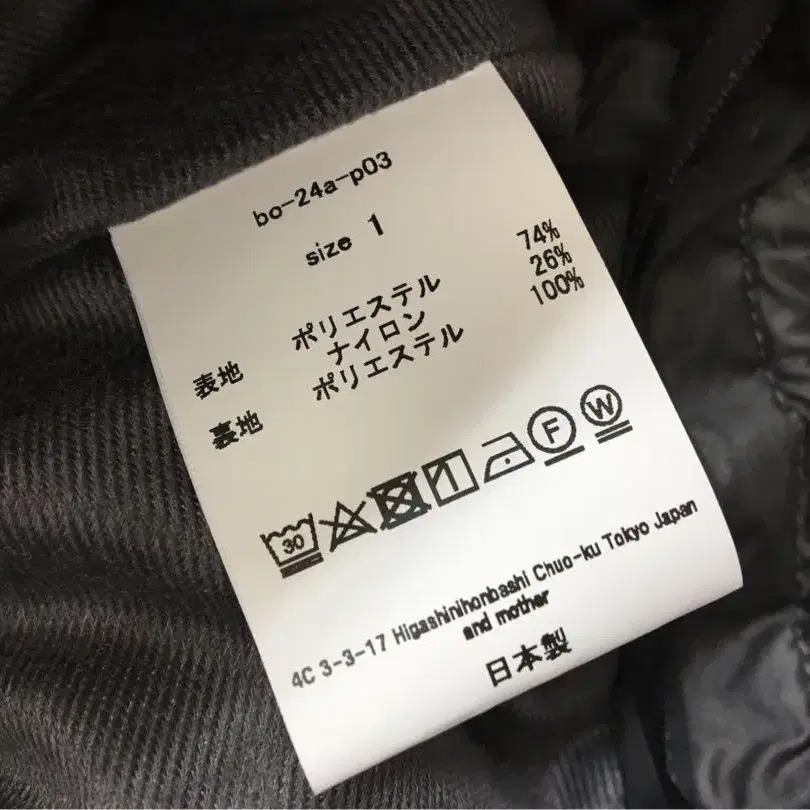 bo-24a-p03
size 1
表地 ポリエステル 74%
ナイロン 26%
裏地 ポリエステル 100%
30
F
W
4C 3-3-17 Higashinihonbashi Chuo-ku Tokyo Japan
and mother
日本製